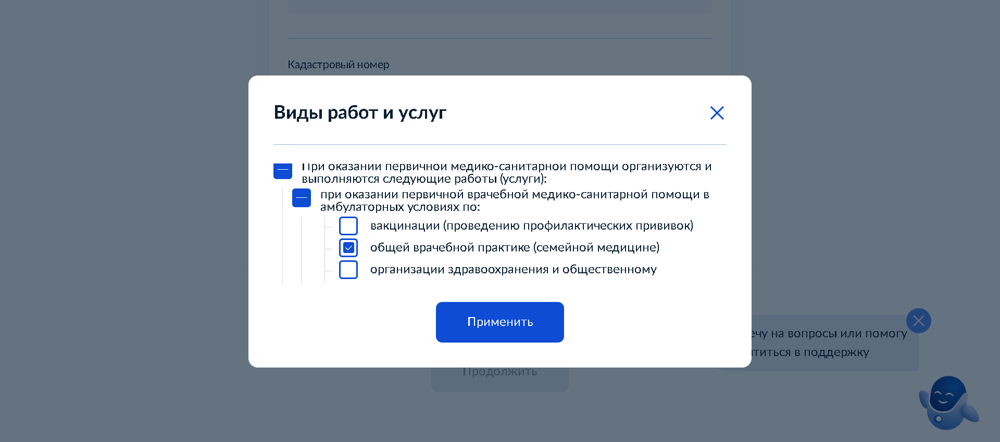 Кадастровый номер
Виды работ и услуг
При оказании первичной медико-санитарной помощи организуются и
выполняются следующие работы (услуги):
при оказании первичной врачебной медико-санитарной помощи в
амбулаторных условиях по:
вакцинации (проведению профилактических прививок)
общей врачебной практике (семейной медицине)
организации здравоохранения и общественному
Применить
на вопросы или помогу
в поддержку
Продолжить